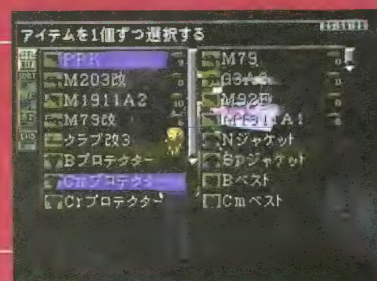 アイテムを1個ずつ選択する
PPK
M203改
M1911A2
M79改
クラブ改3
Bプロテクター
Cmプロテクター
Crプロテクター
M79
G3A3
M92F
M1911A1
Nジャケット
Spジャケット
Bベスト
Cmベスト